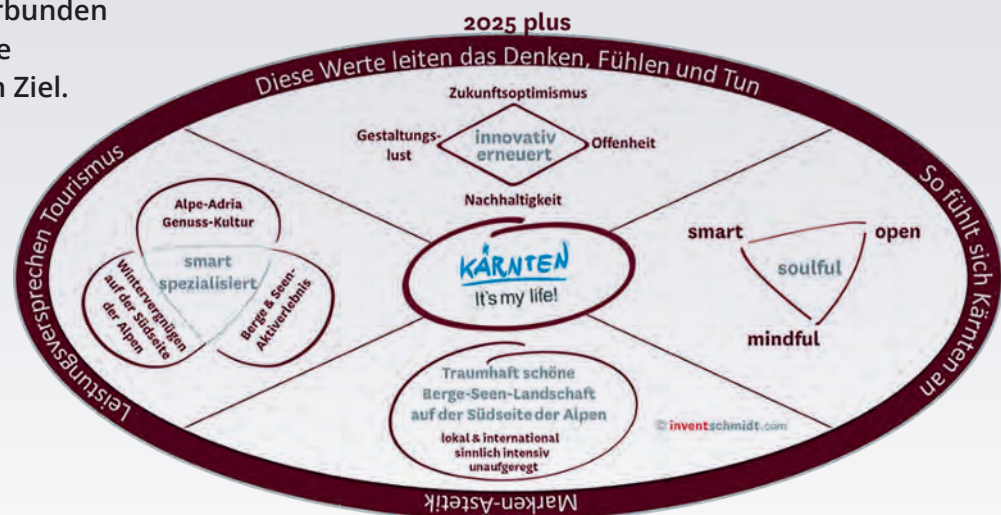 rbunden
e
n Ziel.
2025 plus
Diese Werte leiten das Denken, Fühlen und Tun
Zukunftsoptimismus
Gestaltungs-
lust
innovativ
erneuert
Offenheit
Nachhaltigkeit
Leistungsversprechen Tourismus
Alpe-Adria
Genuss-Kultur
smart
spezialisiert
Wintervergnügen
auf der Südseite
der Alpen
Berge & Seen-
Aktiverlebnis
KÄRNTEN
It's my life!
So fühlt sich Kärnten an
smart
open
soulful
mindful
Traumhaft schöne
Berge-Seen-Landschaft
auf der Südseite der Alpen
lokal & international
sinnlich intensiv
unaufgeregt
© inventschmidt.com
Marken-Astetik